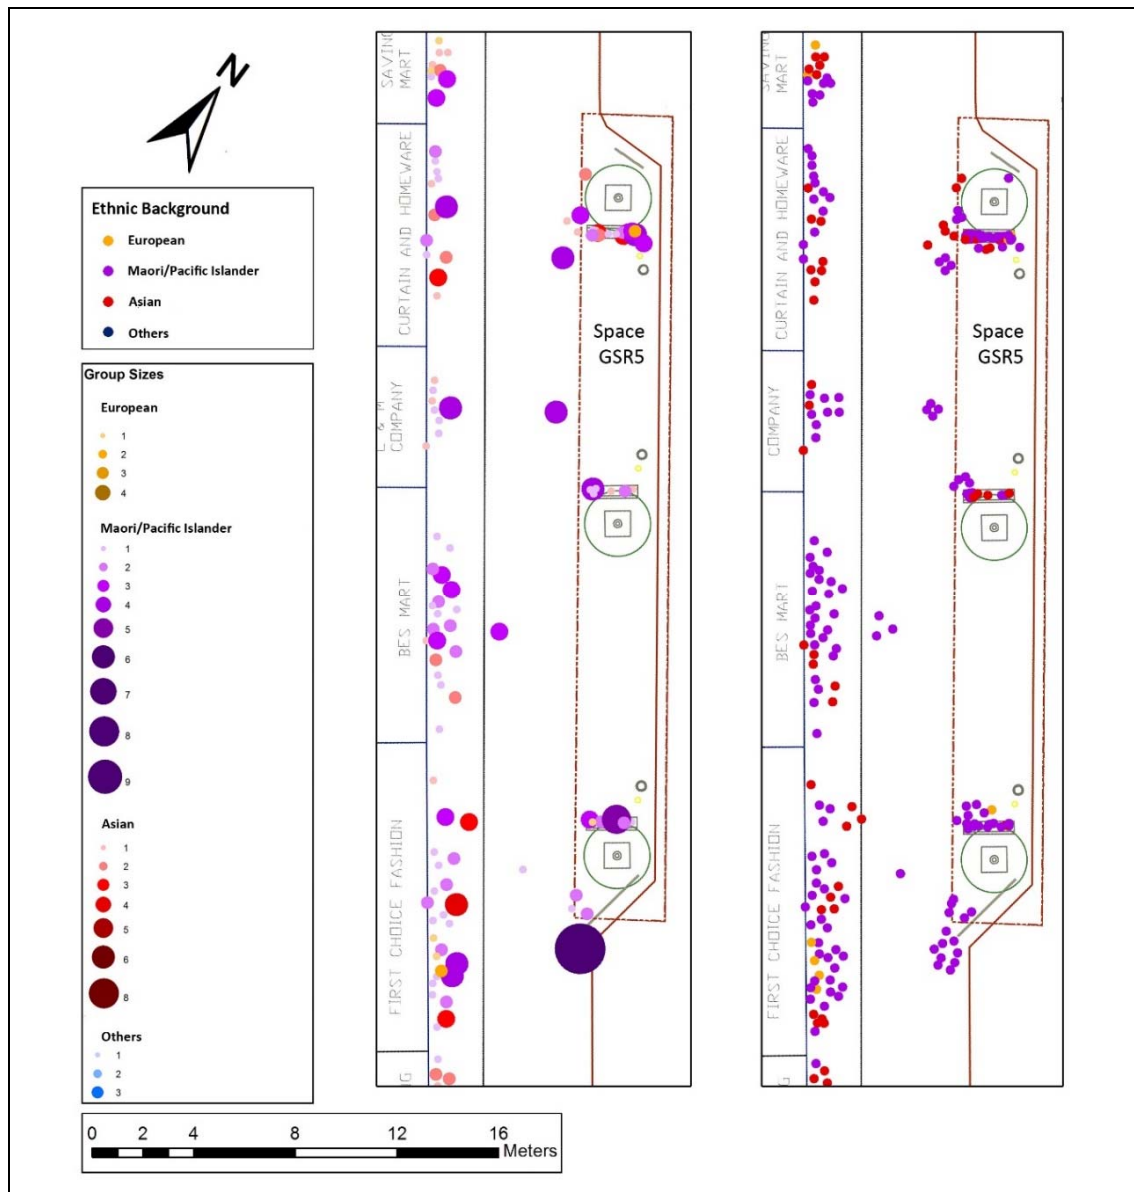 N
Ethnic Background
European
Maori/Pacific Islander
Asian
Others
Group Sizes
European
1
2
3
4
Maori/Pacific Islander
1
2
3
4
5
6
7
8
9
Asian
1
2
3
4
5
6
8
Others
1
2
3
0 2 4 8 12 16
Meters
SAVING
MART
CURTAIN AND HOMEWARE
L & M
COMPANY
BES MART
FIRST CHOICE FASHION
G
Space
GSR5
SAVING
MART
CURTAIN AND HOMEWARE
COMPANY
BES MART
FIRST CHOICE FASHION
G
Space
GSR5